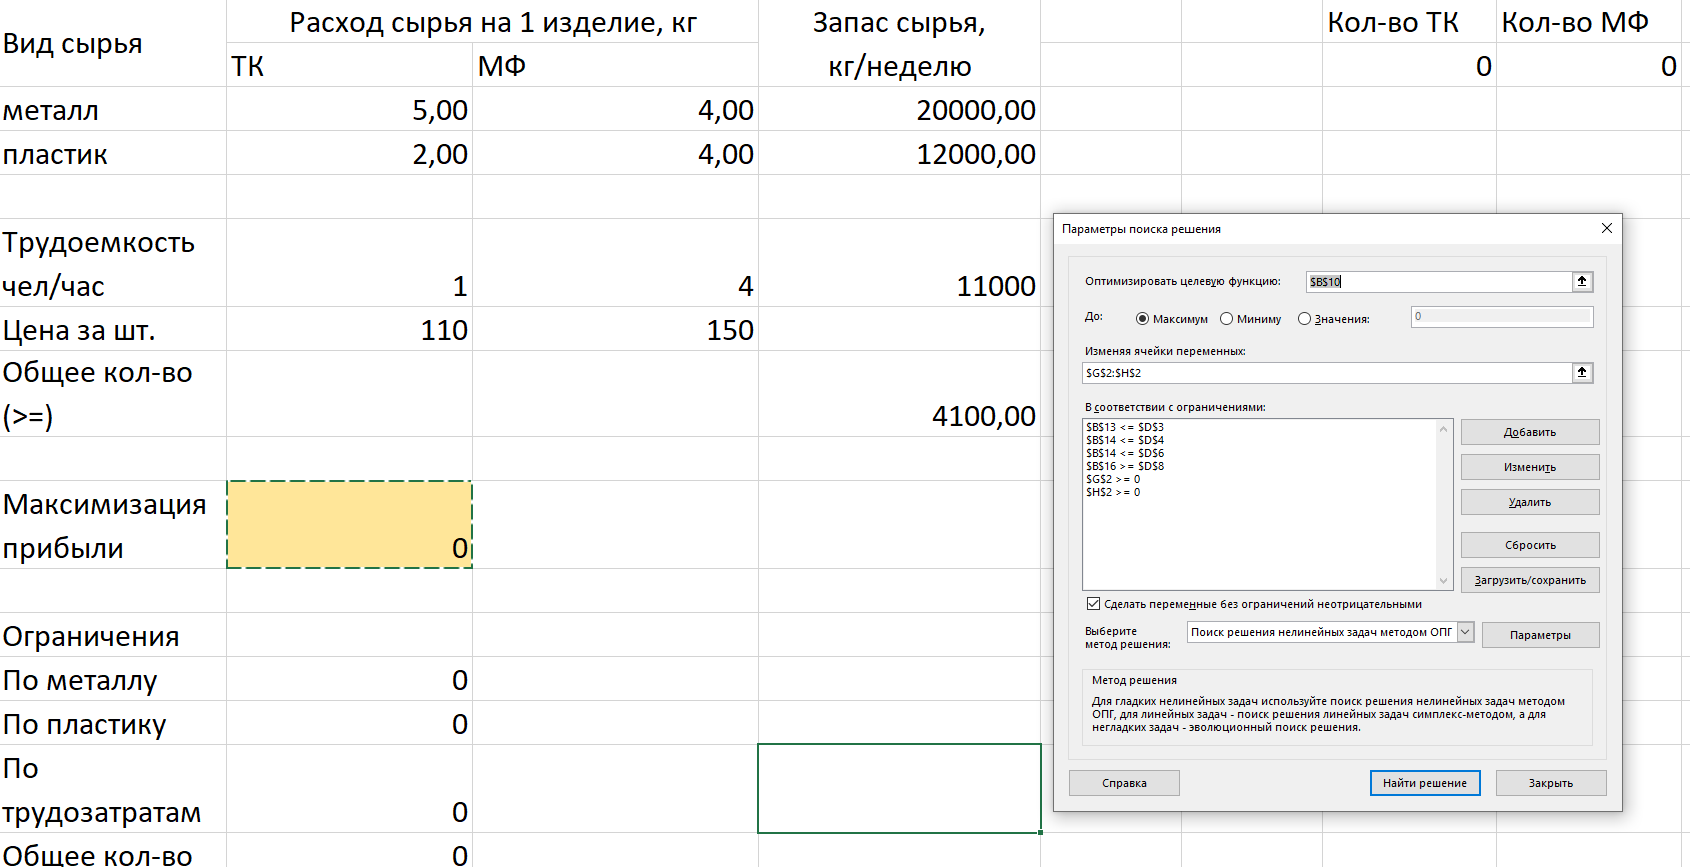 Вид сырья
Расход сырья на 1 изделие, кг
Запас сырья,
кг/неделю
Кол-во ТК
Кол-во МФ
ТК
МФ
0
0
металл
5,00
4,00
20000,00
пластик
2,00
4,00
12000,00
Трудоемкость
чел/час
1
4
11000
Цена за шт.
110
150
Общее кол-во
(>=)
4100,00
Максимизация
прибыли
0
Ограничения
По металлу
0
По пластику
0
По
трудозатратам
0
Общее кол-во
0
Параметры поиска решения
Оптимизировать целевую функцию:
$B$10
До:
Максимум
Миниму
Значения:
0
Изменяя ячейки переменных:
$G$2:$H$2
В соответствии с ограничениями:
$B$13 <= $D$3
$B$14 <= $D$4
$B$14 <= $D$6
$B$16 >= $D$8
$G$2 >= 0
$H$2 >= 0
Добавить
Изменить
Удалить
Сбросить
Загрузить/сохранить
Сделать переменные без ограничений неотрицательными
Выберите
метод решения:
Поиск решения нелинейных задач методом ОПГ
Параметры
Метод решения
Для гладких нелинейных задач используйте поиск решения нелинейных задач методом
ОПГ, для линейных задач - поиск решения линейных задач симплекс-методом, а для
негладких задач - эволюционный поиск решения.
Справка
Найти решение
Закрыть